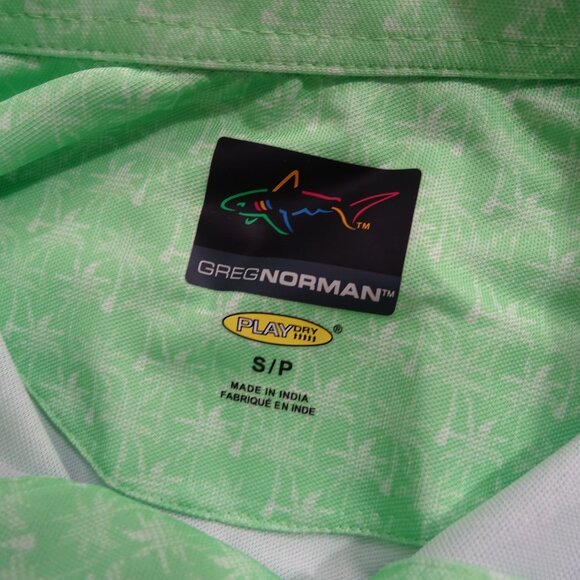 TM
GREGNORMAN™
PLAYDRY®
S/P
MADE IN INDIA
FABRIQUÉ EN INDE